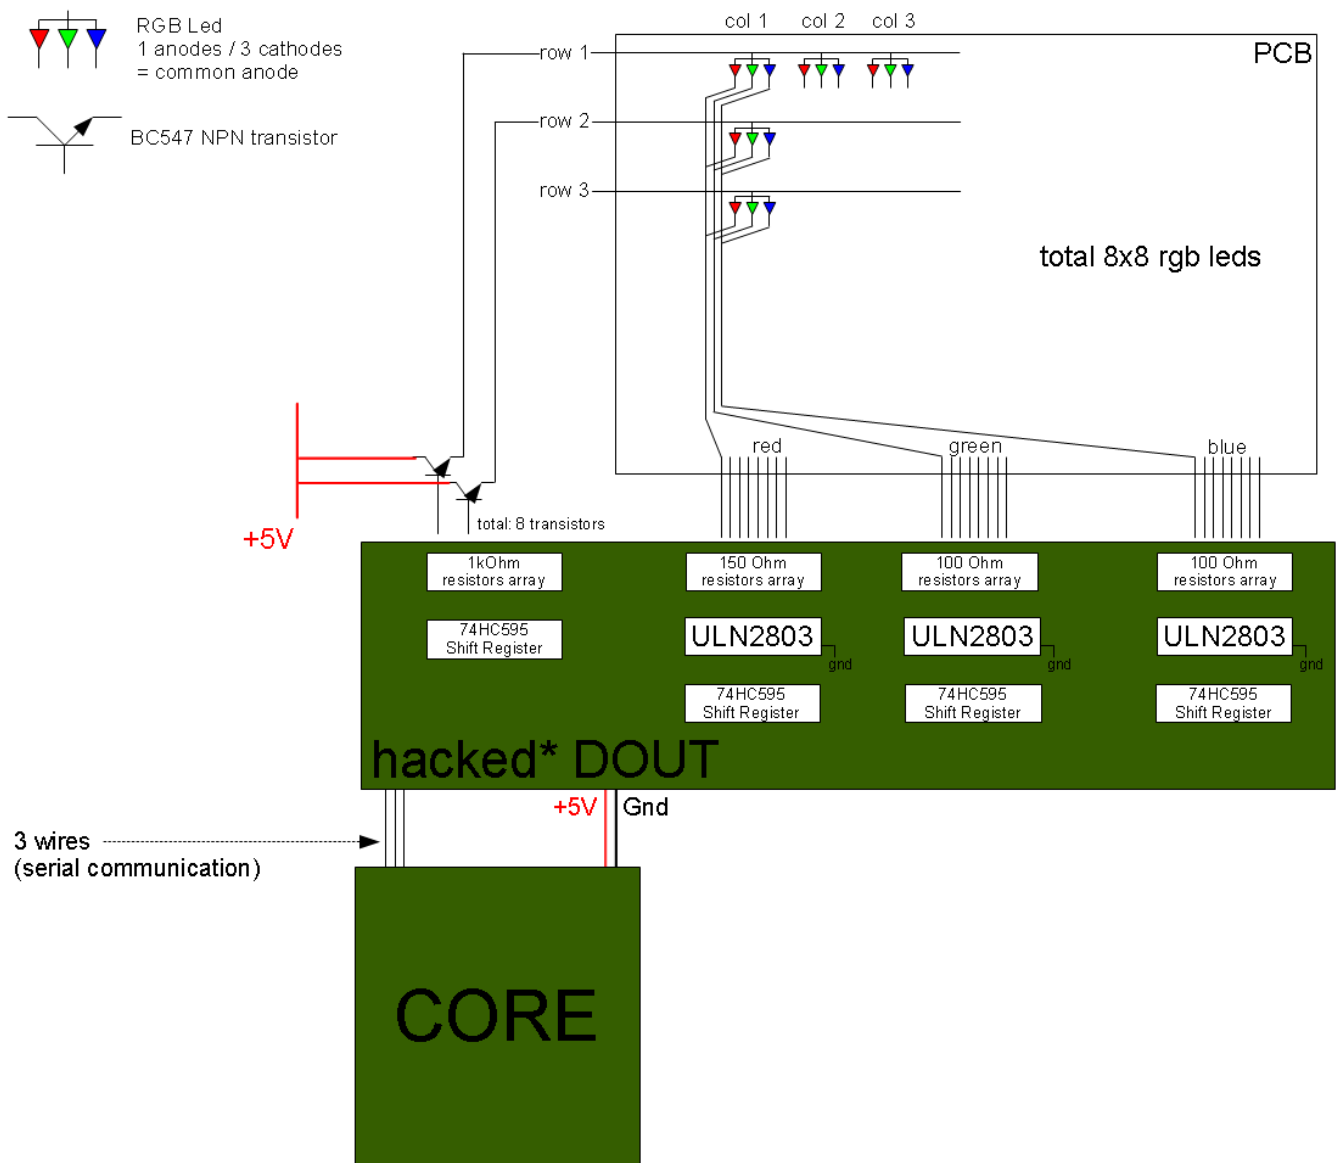 RGB Led
1 anodes / 3 cathodes
= common anode
BC547 NPN transistor
col 1
col 2
col 3
PCB
row 1
row 2
row 3
total 8x8 rgb leds
red
green
blue
+5V
total: 8 transistors
1kOhm
resistors array
150 Ohm
resistors array
100 Ohm
resistors array
100 Ohm
resistors array
74HC595
Shift Register
ULN2803
gnd
ULN2803
gnd
ULN2803
gnd
74HC595
Shift Register
74HC595
Shift Register
74HC595
Shift Register
hacked* DOUT
+5V
Gnd
3 wires
(serial communication)
CORE